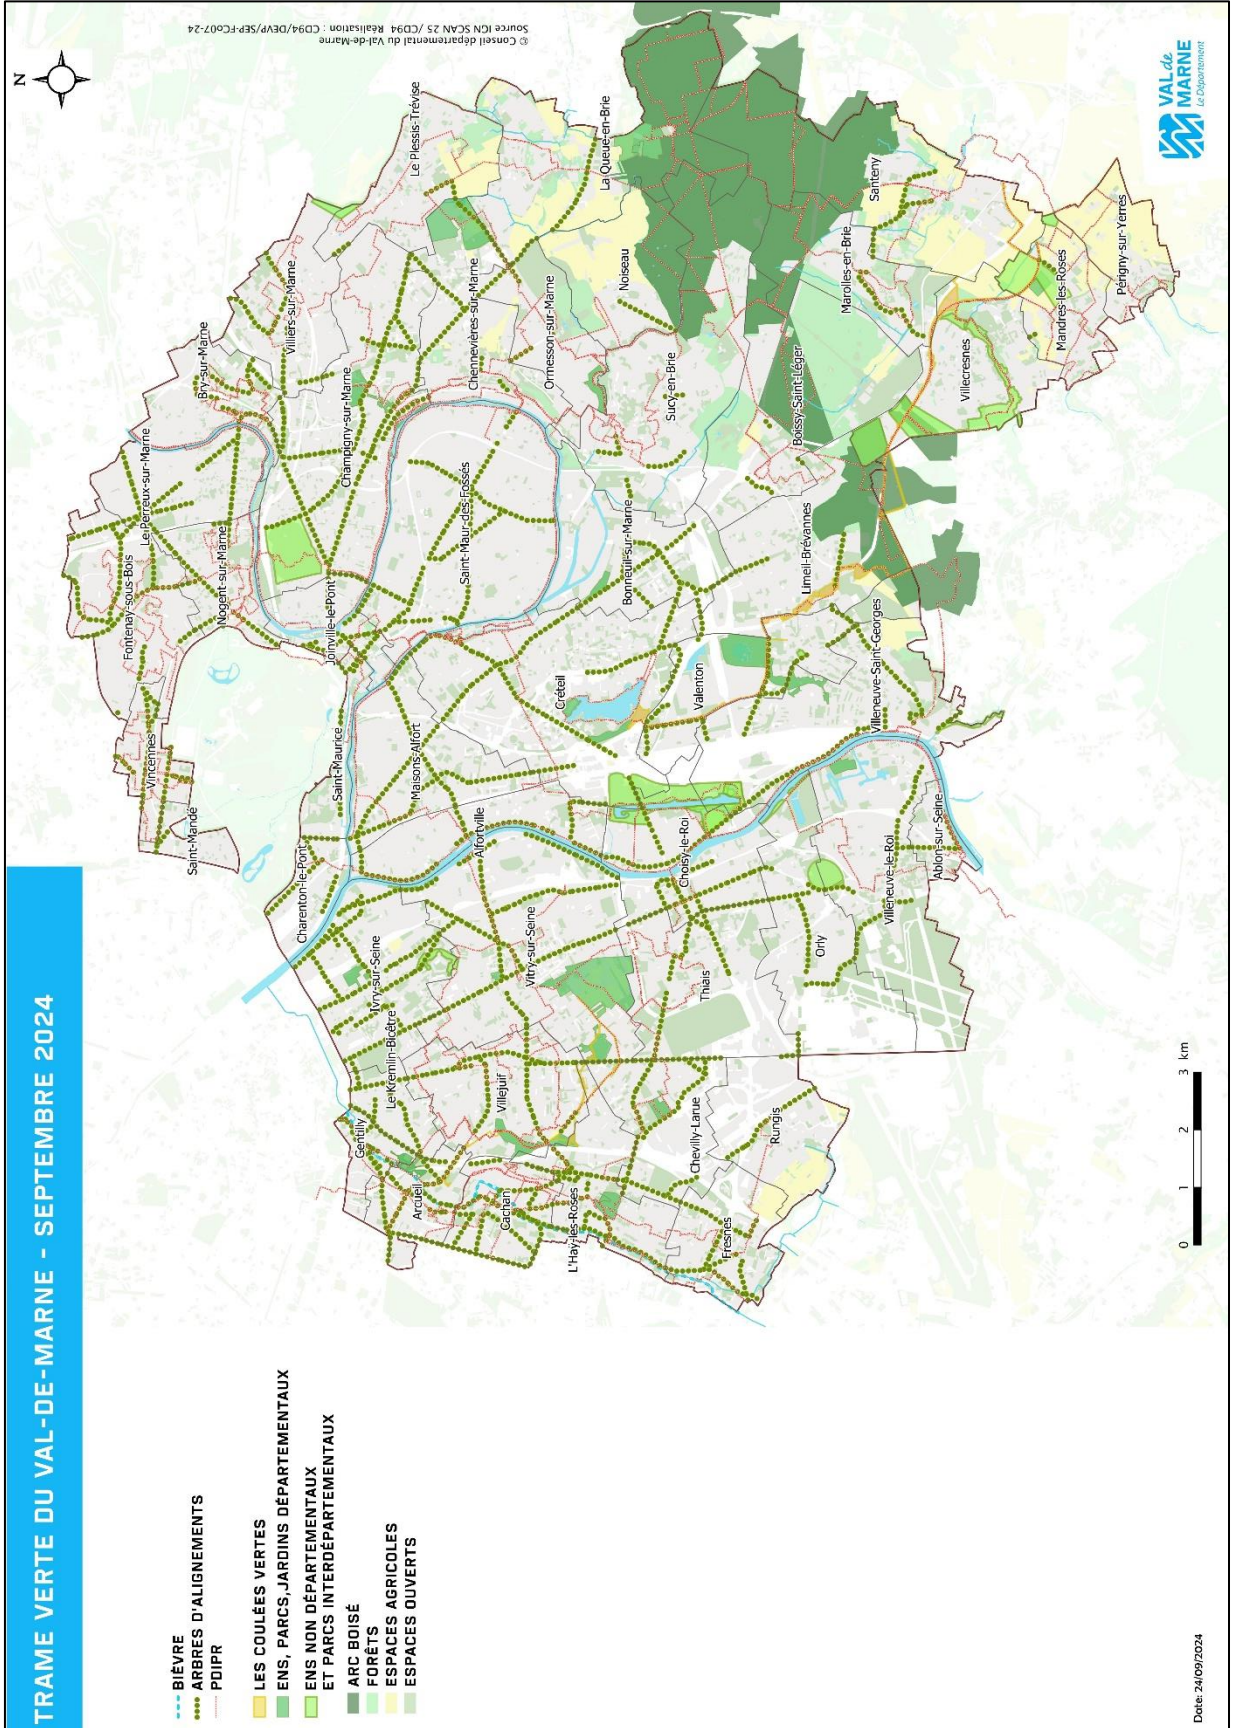 TRAME VERTE DU VAL-DE-MARNE - SEPTEMBRE 2024
BIÈVRE
ARBRES D'ALIGNEMENTS
PDIPR
LES COULÉES VERTES
ENS, PARCS,JARDINS DÉPARTEMENTAUX
ENS NON DÉPARTEMENTAUX
ET PARCS INTERDÉPARTEMENTAUX
ARC BOISÉ
FORÊTS
ESPACES AGRICOLES
ESPACES OUVERTS
Date: 24/09/2024
0 1 2 3 km
N
© Conseil départemental du Val-de-Marne
Source IGN SCAN 25 /CD94 Réalisation : CD94/DEVP/SEP-FC007-24
VAL de
MARNE
Le Département
Saint-Mandé
Vincennes
Fontenay-sous-Bois
Le Perreux-sur-Marne
Nogent-sur-Marne
Bry-sur-Marne
Villiers-sur-Marne
Le Plessis-Trévise
Charenton-le-Pont
Saint-Maurice
Joinville-le-Pont
Champigny-sur-Marne
Maisons-Alfort
Saint-Maur-des-Fossés
Chennevières-sur-Marne
Ormesson-sur-Marne
La Queue-en-Brie
Noiseau
Sucy-en-Brie
Gentilly
Le Kremlin-Bicêtre
Ivry-sur-Seine
Alfortville
Arcueil
Villejuif
Vitry-sur-Seine
Créteil
Bonneuil-sur-Marne
Cachan
L'Haÿ-les-Roses
Chevilly-Larue
Thiais
Choisy-le-Roi
Valenton
Limeil-Brévannes
Boissy-Saint-Léger
Marolles-en-Brie
Santeny
Fresnes
Rungis
Orly
Villeneuve-le-Roi
Villeneuve-Saint-Georges
Ablon-sur-Seine
Villecresnes
Mandres-les-Roses
Périgny-sur-Yerres